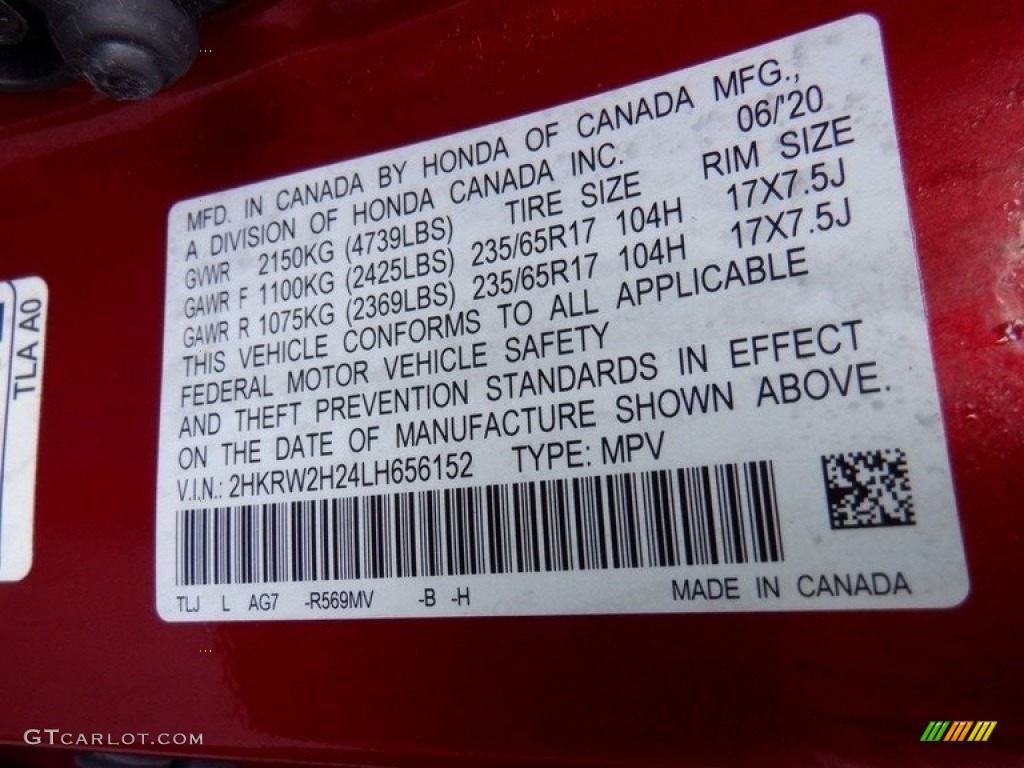 MFD. IN CANADA BY HONDA OF CANADA MFG.,
A DIVISION OF HONDA CANADA INC. 06/'20
TIRE SIZE RIM SIZE
GVWR 2150KG (4739LBS)
GAWR F 1100KG (2425LBS) 235/65R17 104H 17X7.5J
GAWR R 1075KG (2369LBS) 235/65R17 104H 17X7.5J
THIS VEHICLE CONFORMS TO ALL APPLICABLE
FEDERAL MOTOR VEHICLE SAFETY
AND THEFT PREVENTION STANDARDS IN EFFECT
ON THE DATE OF MANUFACTURE SHOWN ABOVE.
V.I.N.: 2HKRW2H24LH656152 TYPE: MPV
TLJ L AG7 -R569MV -B -H MADE IN CANADA
TLA A0
GTCARLOT.COM